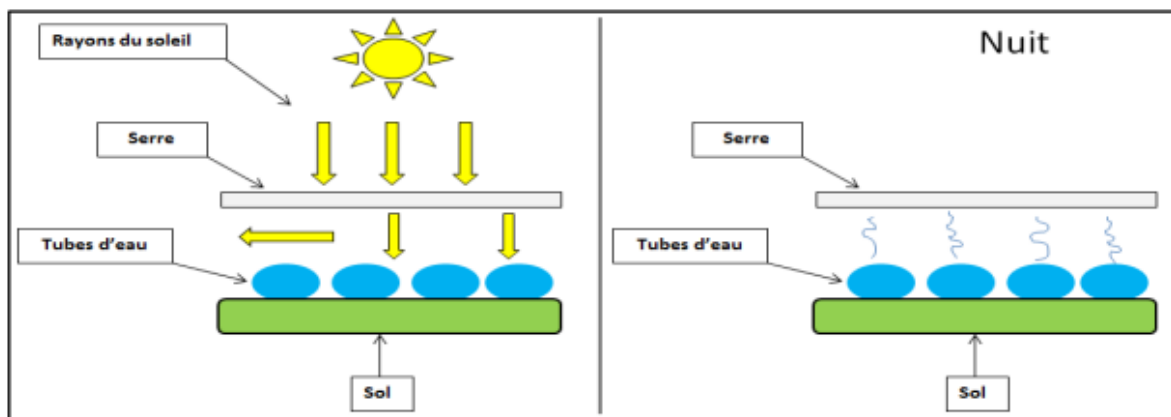 Rayons du soleil
Nuit
Serre
Serre
Tubes d'eau
Tubes d'eau
Sol
Sol